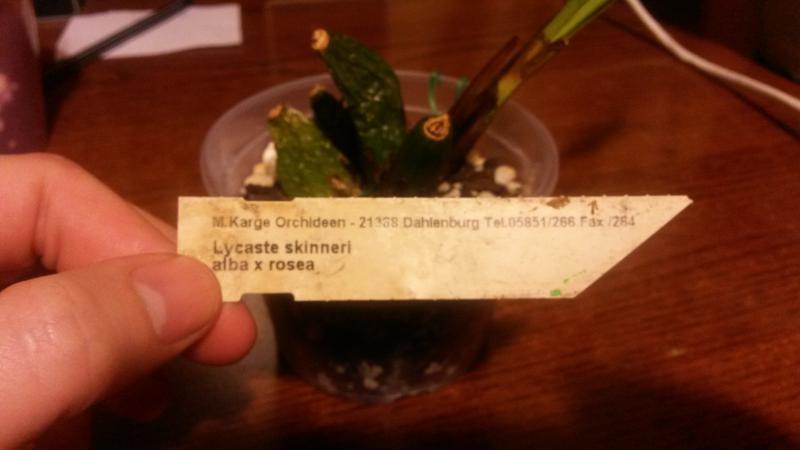 M.Karge Orchideen - 21368 Dahlenburg Tel.05851/266 Fax /264
Lycaste skinneri
alba x rosea